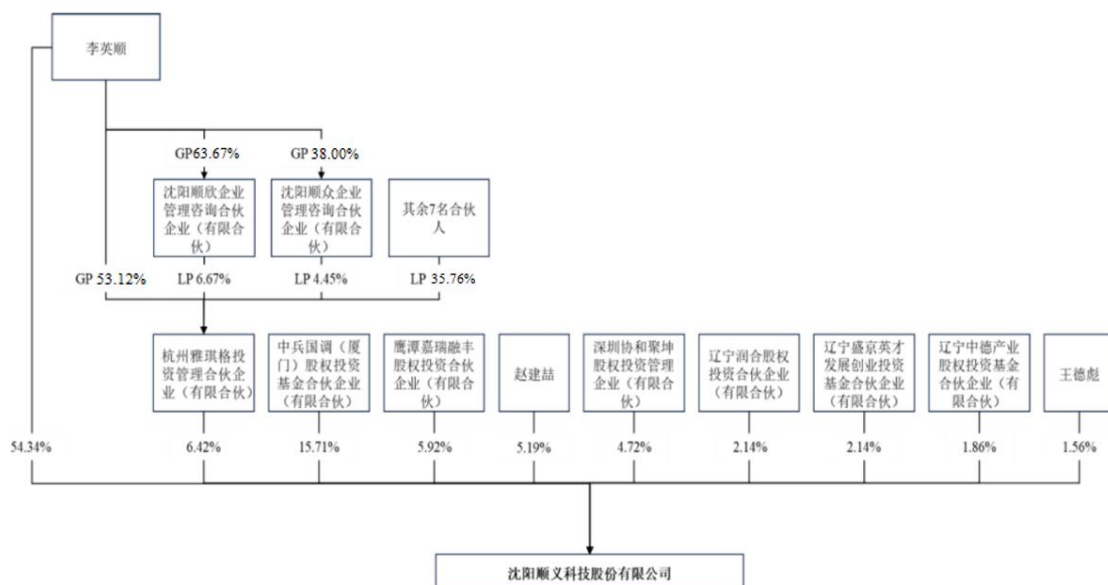 李英顺
GP63.67%
GP 38.00%
沈阳顺欣企业
管理咨询合伙
企业（有限合
伙）
沈阳顺众企业
管理咨询合伙
企业（有限合
伙）
其余7名合伙
人
GP 53.12%
LP 6.67%
LP 4.45%
LP 35.76%
杭州雅琪格投
资管理合伙企
业（有限合伙）
中兵国调（厦
门）股权投资
基金合伙企业
（有限合伙）
鹰潭嘉瑞融丰
股权投资合伙
企业（有限合
伙）
赵建喆
深圳协和聚坤
股权投资管理
企业（有限合
伙）
辽宁润合股权
投资合伙企业
（有限合伙）
辽宁盛京英才
发展创业投资
基金合伙企业
（有限合伙）
辽宁中德产业
股权投资基金
合伙企业（有
限合伙）
王德彪
54.34%
6.42%
15.71%
5.92%
5.19%
4.72%
2.14%
2.14%
1.86%
1.56%
沈阳顺义科技股份有限公司